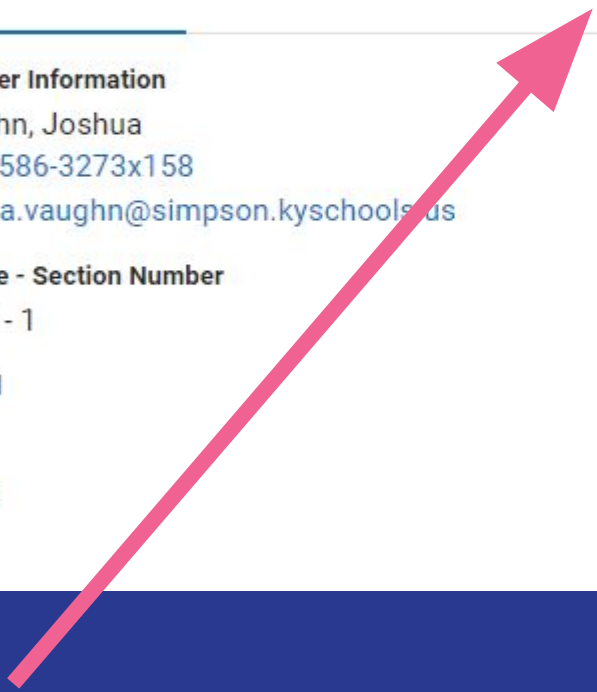 er Information
hn, Joshua
586-3273x158
a.vaughn@simpson.kyschools.us
e - Section Number
- 1